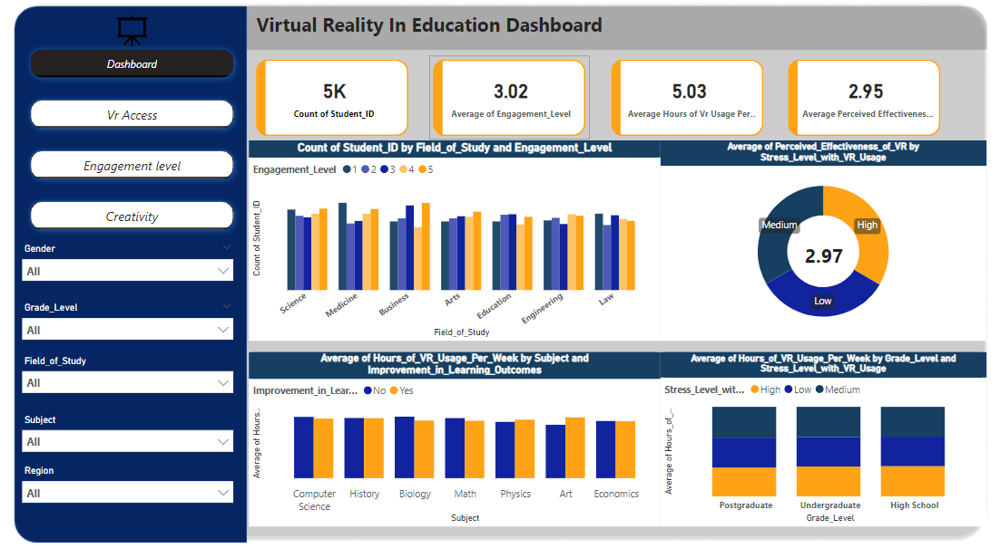 Virtual Reality In Education Dashboard
Dashboard
Vr Access
Engagement level
Creativity
Gender
All
Grade_Level
All
Field_of_Study
All
Subject
All
Region
All
5K
Count of Student_ID
3.02
Average of Engagement_Level
5.03
Average Hours of Vr Usage Per..
2.95
Average Perceived Effectivenes...
Count of Student_ID by Field_of_Study and Engagement_Level
Engagement_Level 1 2 3 4 5
Count of Student_ID
Science Medicine Business Arts Education Engineering Law
Field_of_Study
Average of Perceived_Effectiveness_of_VR by
Stress_Level_with_VR_Usage
Medium High
2.97
Low
Average of Hours_of_VR_Usage_Per_Week by Subject and
Improvement_in_Learning_Outcomes
Improvement_in_Lear... No Yes
Average of Hours...
Computer Science History Biology Math Physics Art Economics
Subject
Average of Hours_of_VR_Usage_Per_Week by Grade_Level and
Stress_Level_with_VR_Usage
Stress_Level_wit... High Low Medium
Average of Hours_of_...
Postgraduate Undergraduate High School
Grade_Level